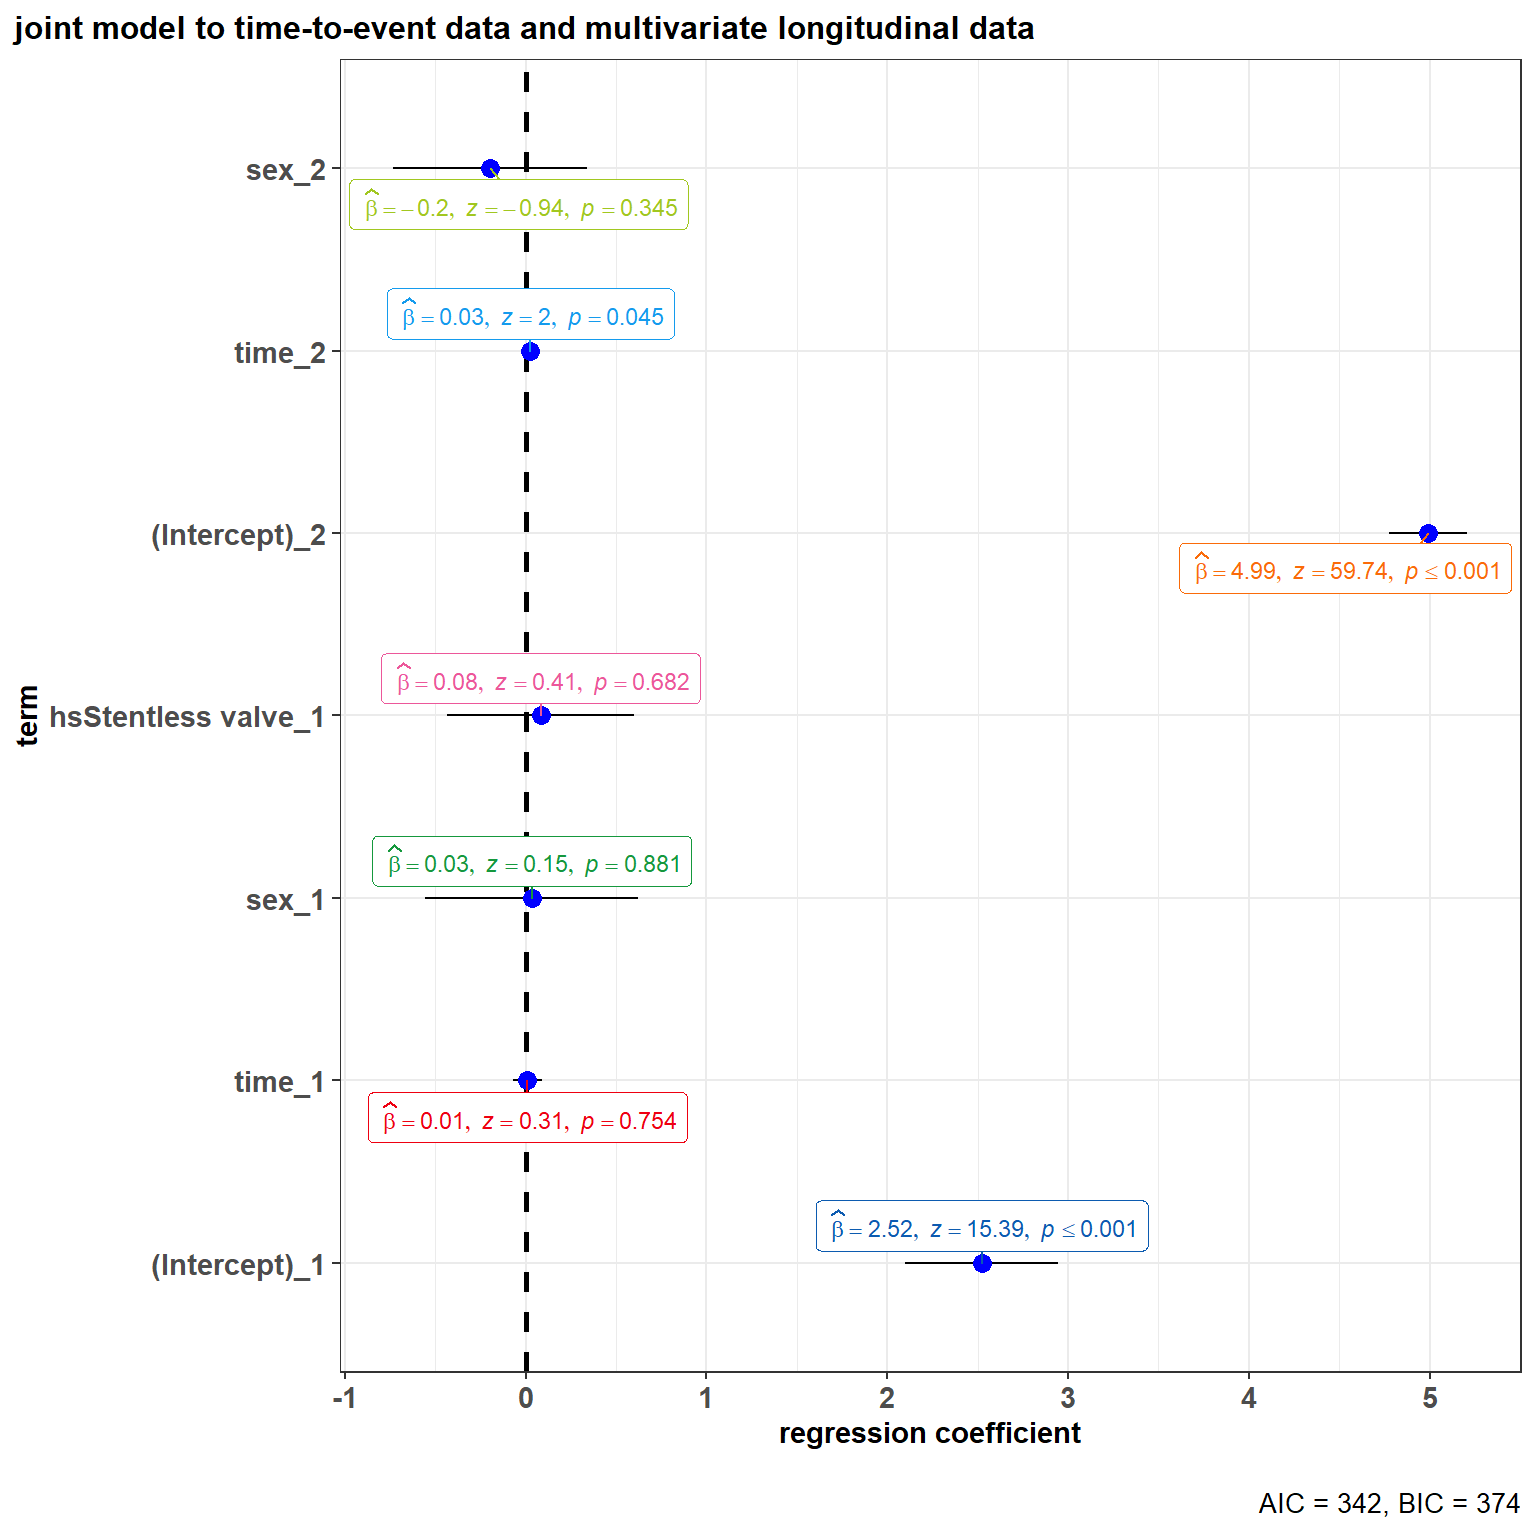 joint model to time-to-event data and multivariate longitudinal data
sex_2
β̂ = −0.2, z = −0.94, p = 0.345
β̂ = 0.03, z = 2, p = 0.045
time_2
(Intercept)_2
β̂ = 4.99, z = 59.74, p ≤ 0.001
β̂ = 0.08, z = 0.41, p = 0.682
term
hsStentless valve_1
β̂ = 0.03, z = 0.15, p = 0.881
sex_1
time_1
β̂ = 0.01, z = 0.31, p = 0.754
β̂ = 2.52, z = 15.39, p ≤ 0.001
(Intercept)_1
-1 0 1 2 3 4 5
regression coefficient
AIC = 342, BIC = 374